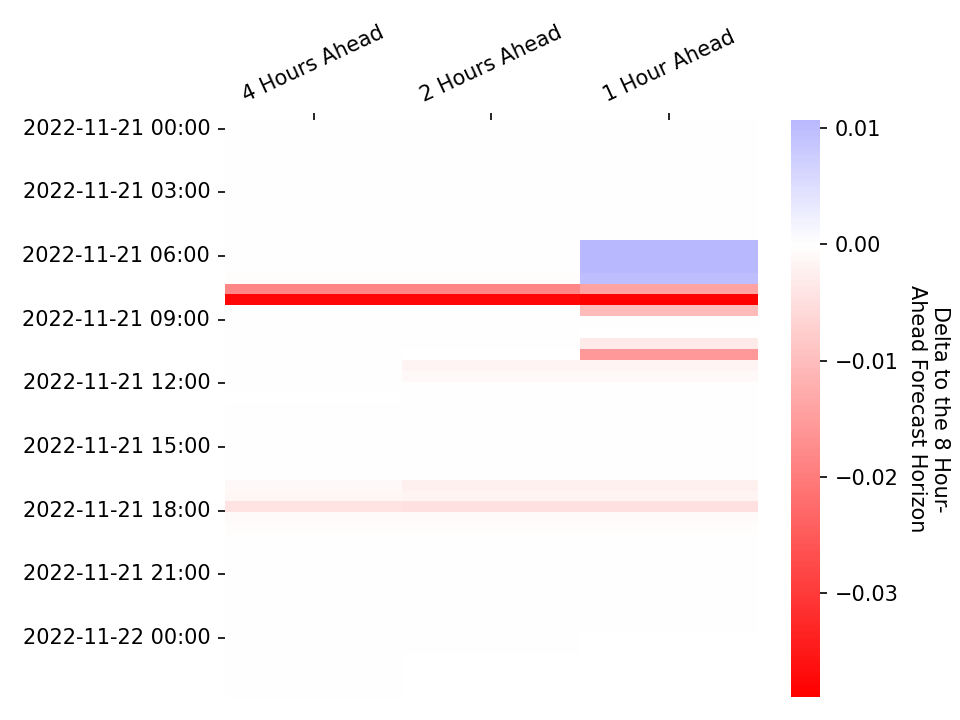 4 Hours Ahead
2 Hours Ahead
1 Hour Ahead
2022-11-21 00:00
2022-11-21 03:00
2022-11-21 06:00
2022-11-21 09:00
2022-11-21 12:00
2022-11-21 15:00
2022-11-21 18:00
2022-11-21 21:00
2022-11-22 00:00
0.01
0.00
−0.01
−0.02
−0.03
Delta to the 8 Hour-
Ahead Forecast Horizon